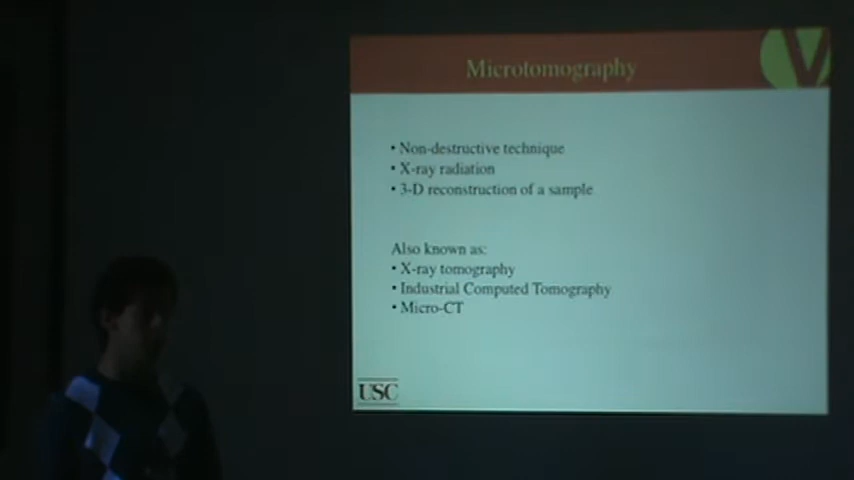 Microtomography
V
• Non-destructive technique
• X-ray radiation
• 3-D reconstruction of a sample
Also known as:
• X-ray tomography
• Industrial Computed Tomography
• Micro-CT
USC